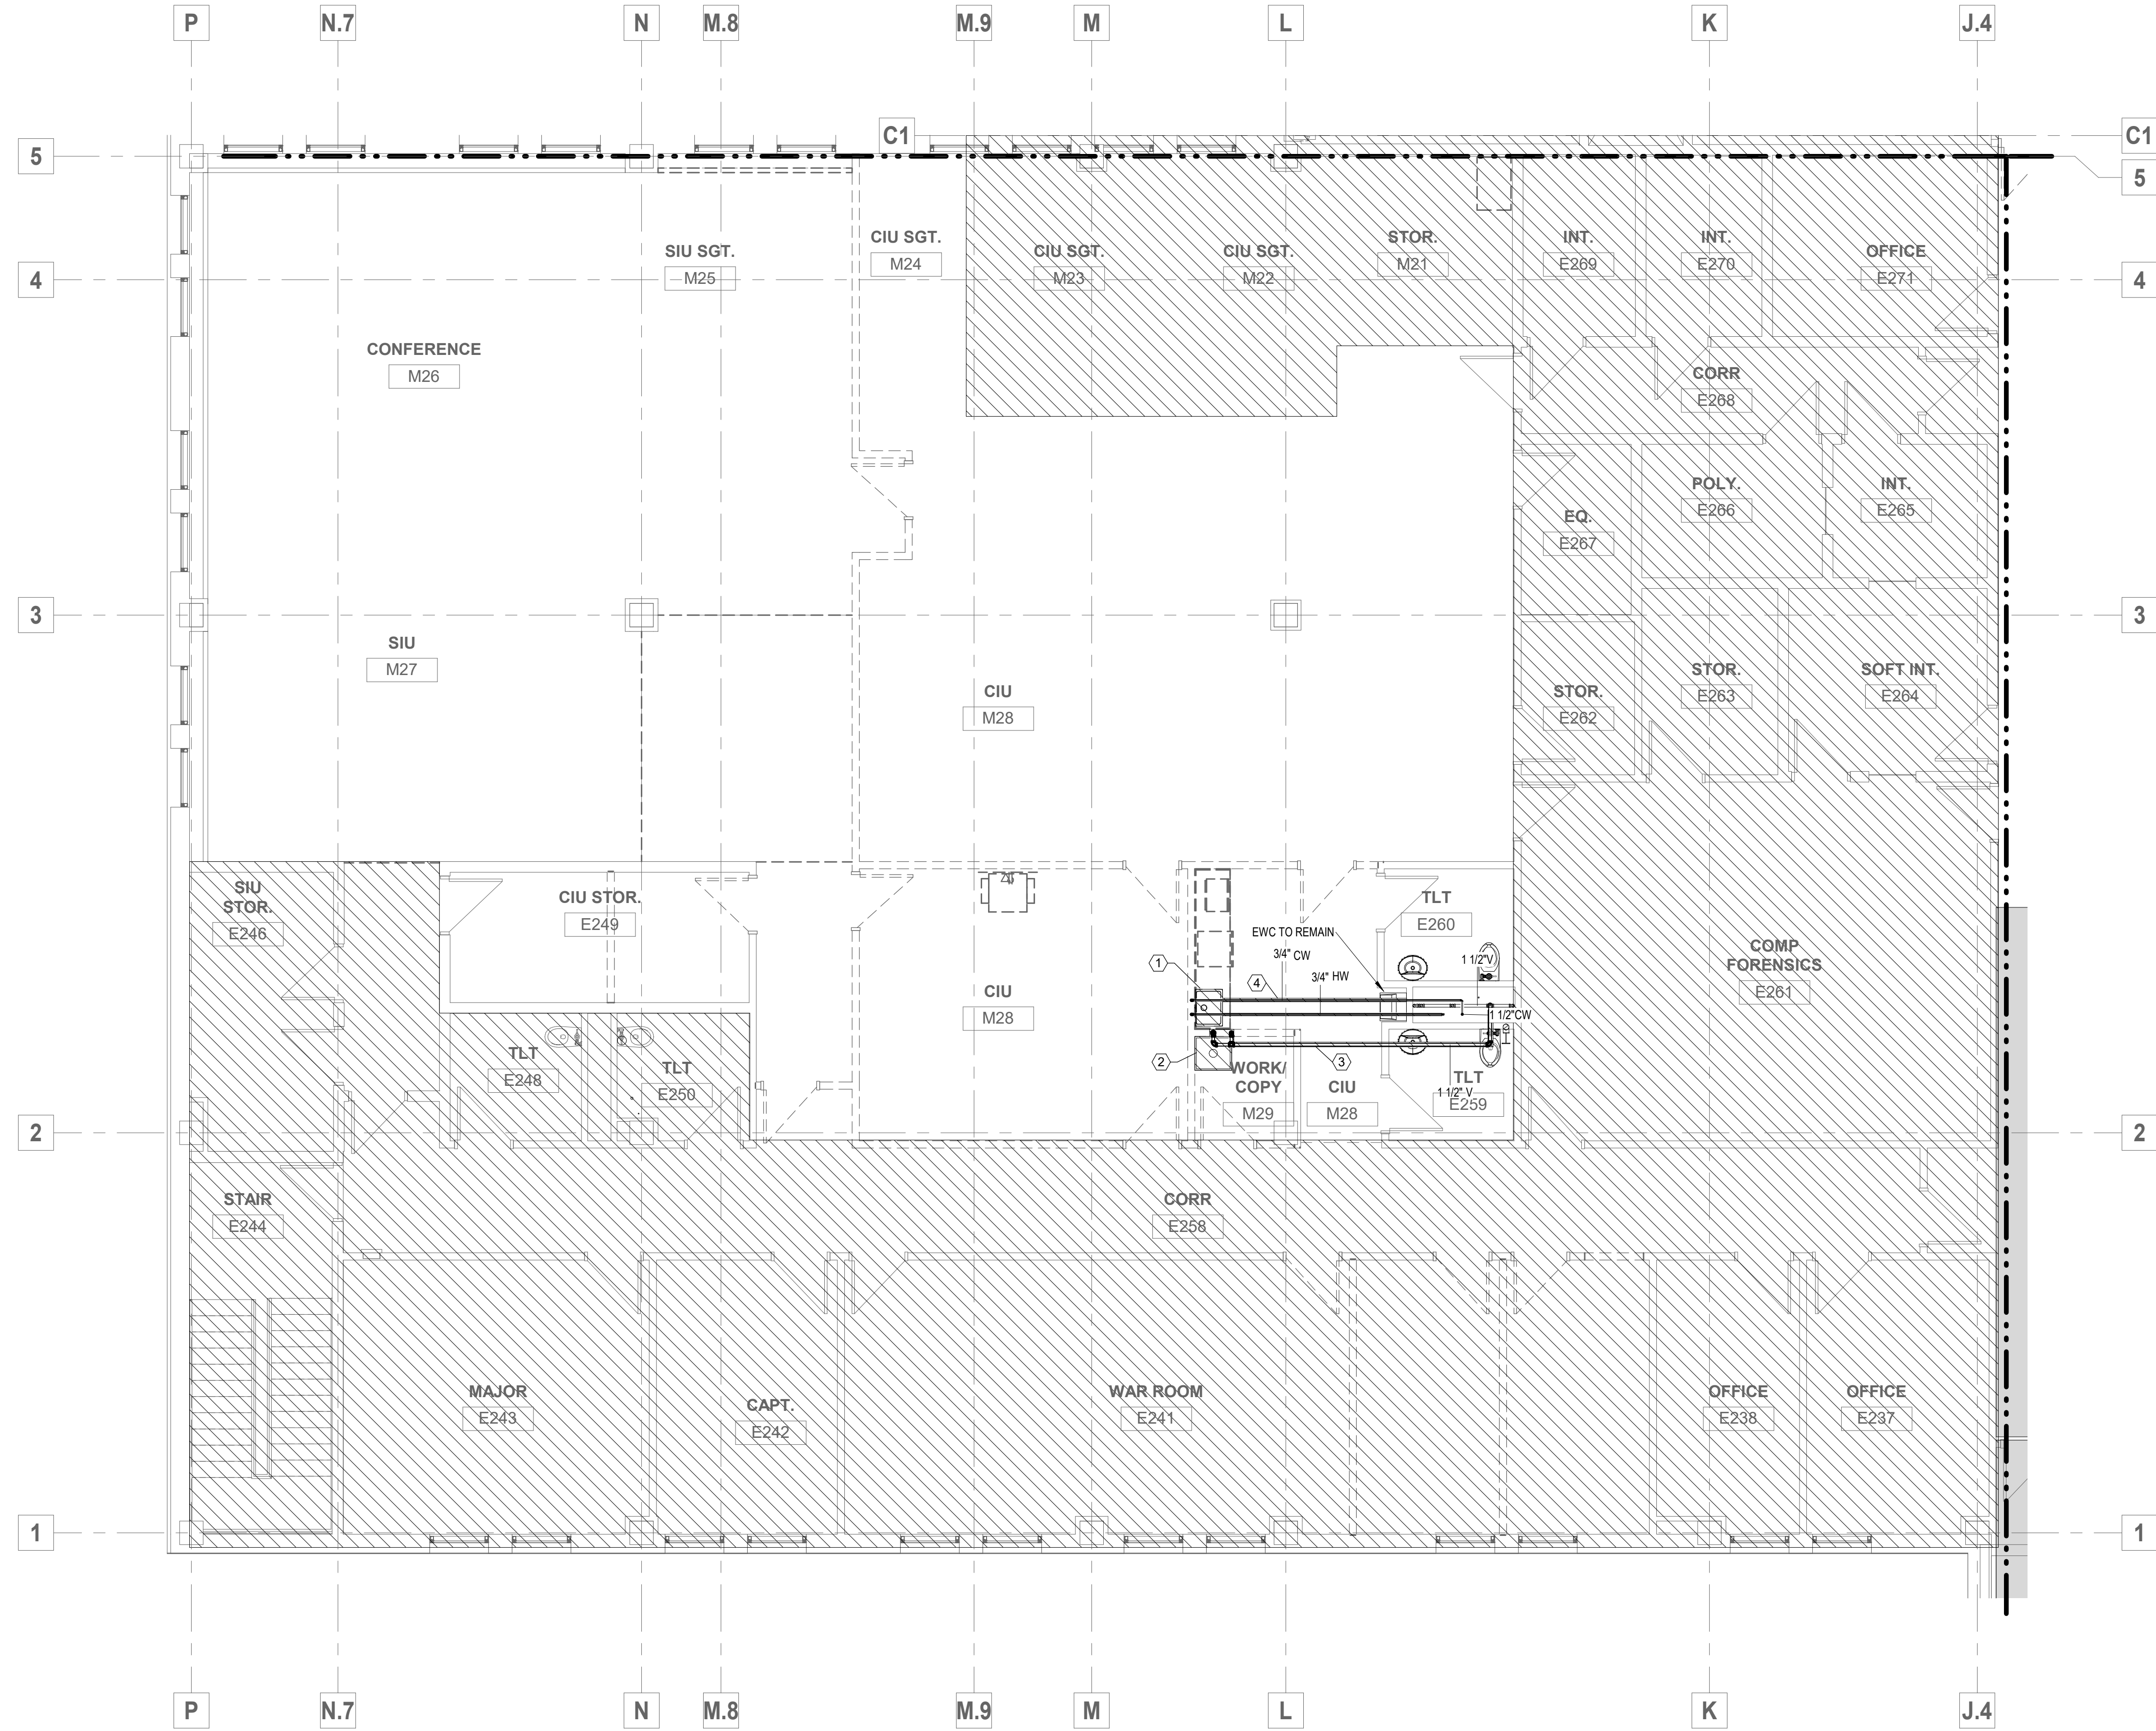 P
N.7
N
M.8
M.9
M
L
K
J.4
C1
C1
5
5
CIU SGT.
M24
SIU SGT.
M25
CIU SGT.
M23
CIU SGT.
M22
STOR.
M21
INT.
E269
INT.
E270
OFFICE
E271
4
4
CONFERENCE
M26
CORR
E268
EQ.
E267
POLY.
E266
INT.
E265
3
3
SIU
M27
CIU
M28
STOR.
E262
STOR.
E263
SOFT INT.
E264
SIU
STOR.
E246
CIU STOR.
E249
TLT
E260
EWC TO REMAIN
3/4" CW
3/4" HW
1 1/2"V
1
4
COMP
FORENSICS
E261
CIU
M28
1 1/2"CW
2
3
TLT
E248
TLT
E250
WORK/
COPY
M29
CIU
M28
1 1/2" V
TLT
E259
2
2
STAIR
E244
CORR
E258
MAJOR
E243
CAPT.
E242
WAR ROOM
E241
OFFICE
E238
OFFICE
E237
1
1
P
N.7
N
M.8
M.9
M
L
K
J.4